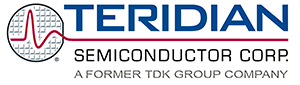 TERIDIAN
®
SEMICONDUCTOR CORP.
A FORMER TDK GROUP COMPANY